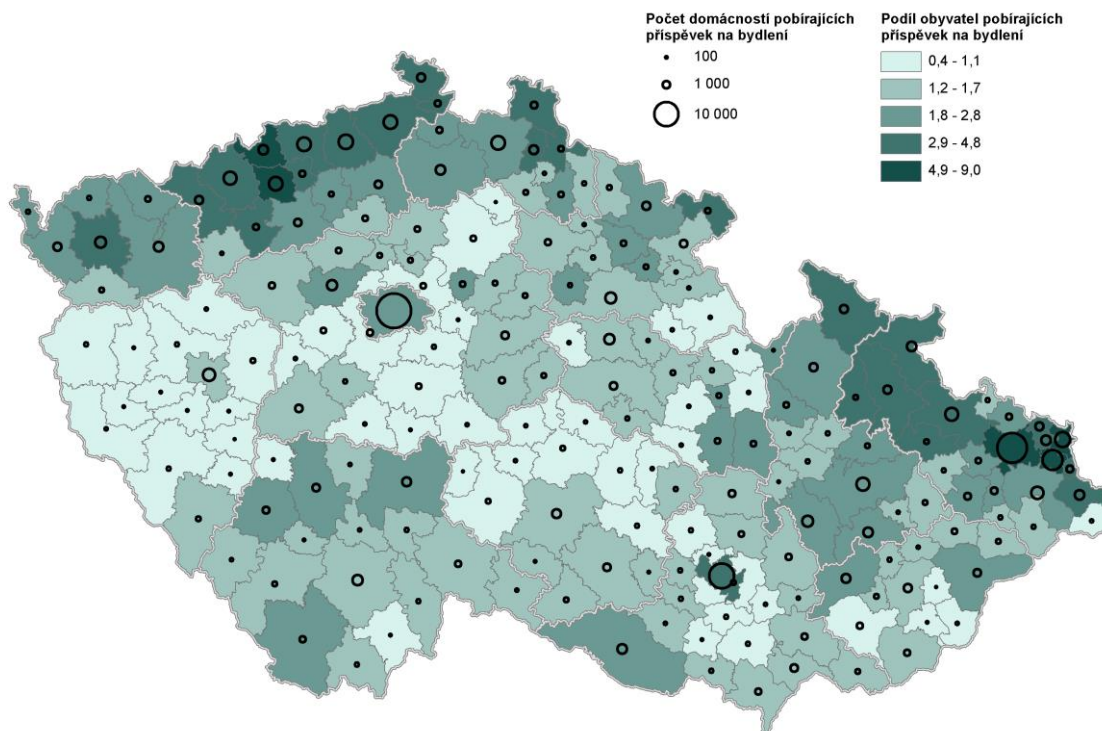 Počet domácností pobírajících
příspěvek na bydlení
100
1 000
10 000
Podíl obyvatel pobírajících
příspěvek na bydlení
0,4 - 1,1
1,2 - 1,7
1,8 - 2,8
2,9 - 4,8
4,9 - 9,0